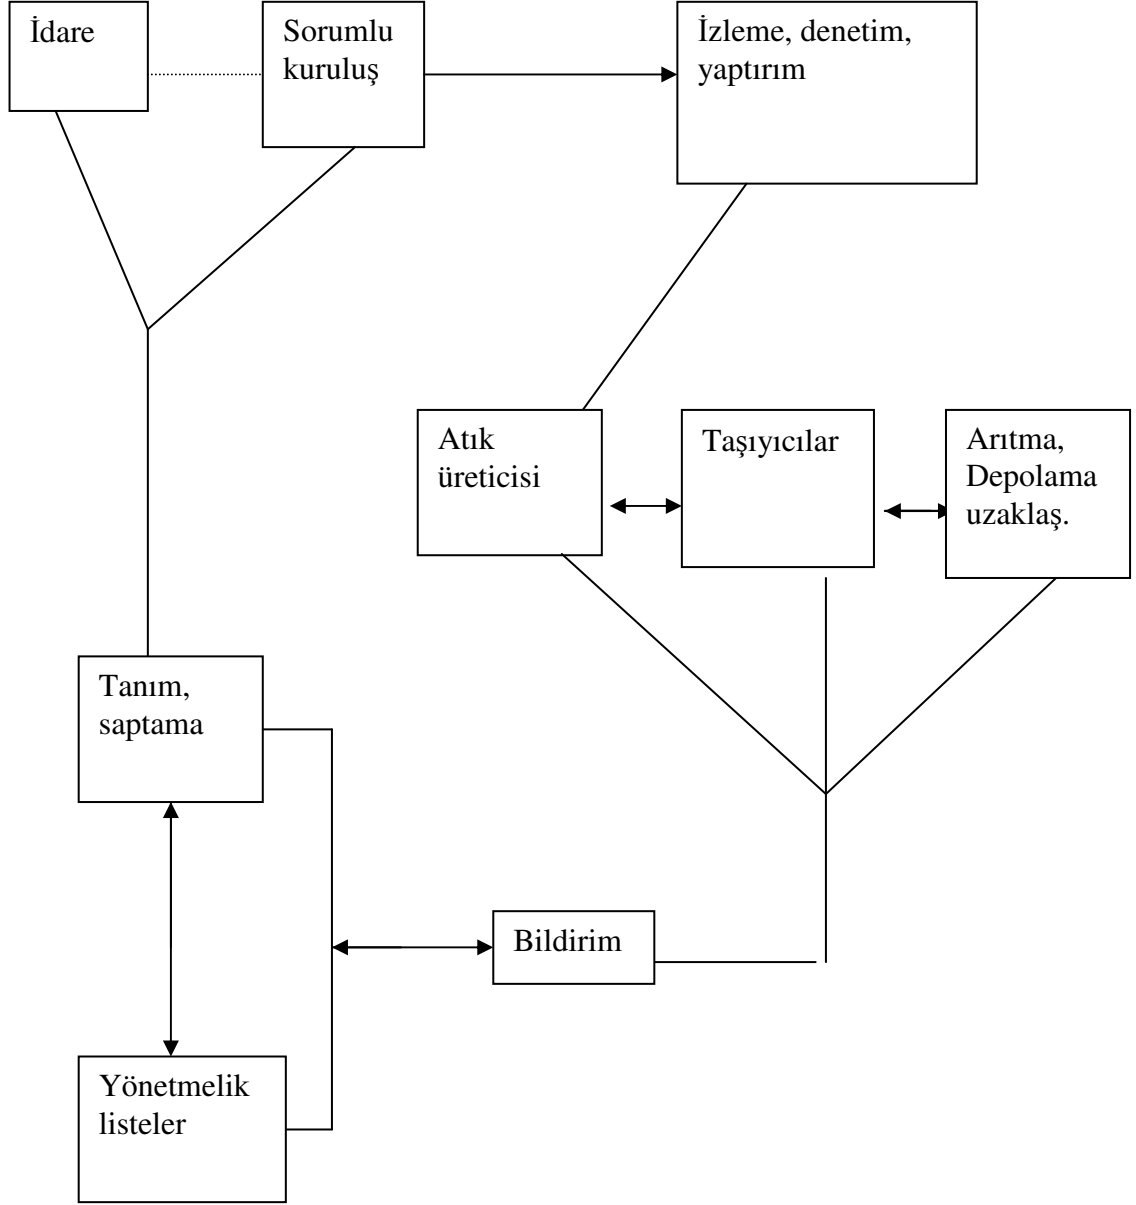 İdare
Sorumlu
kuruluş
İzleme, denetim,
yaptırım
Atık
üreticisi
Taşıyıcılar
Arıtma,
Depolama
uzaklaş.
Tanım,
saptama
Bildirim
Yönetmelik
listeler